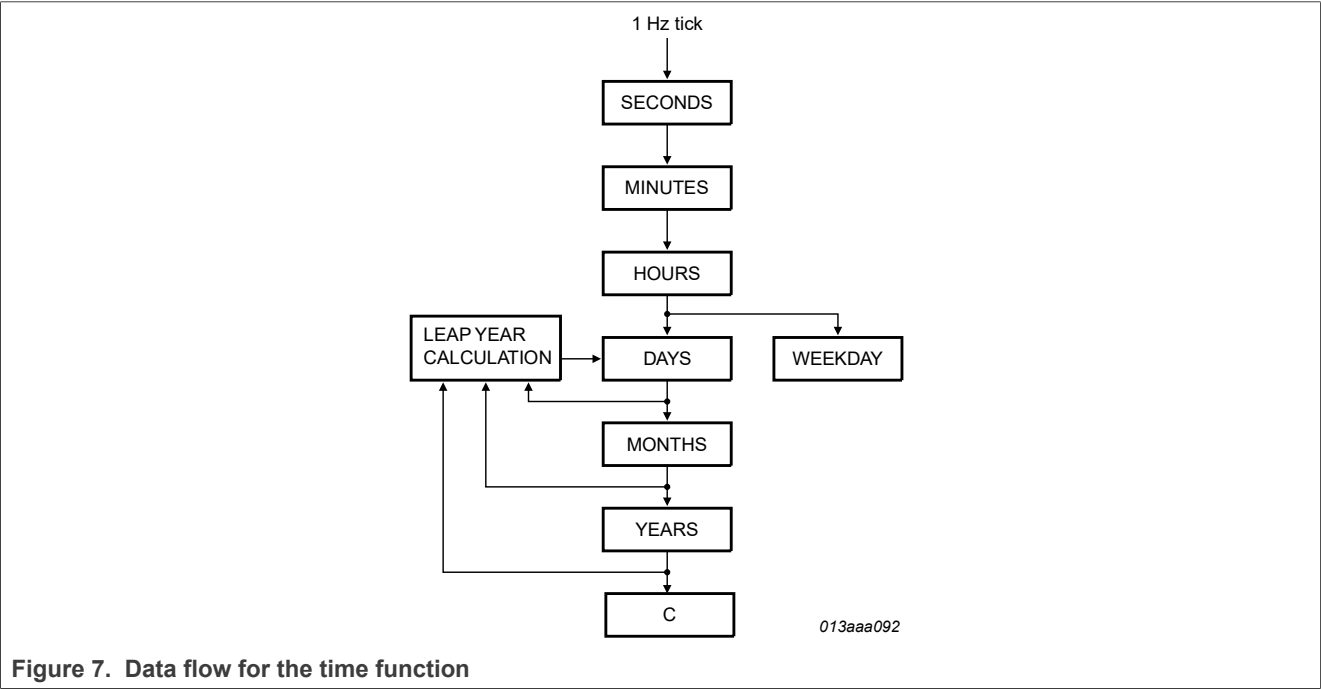 1 Hz tick
SECONDS
MINUTES
HOURS
LEAP YEAR
CALCULATION
DAYS
WEEKDAY
MONTHS
YEARS
C
013aaa092
Figure 7. Data flow for the time function